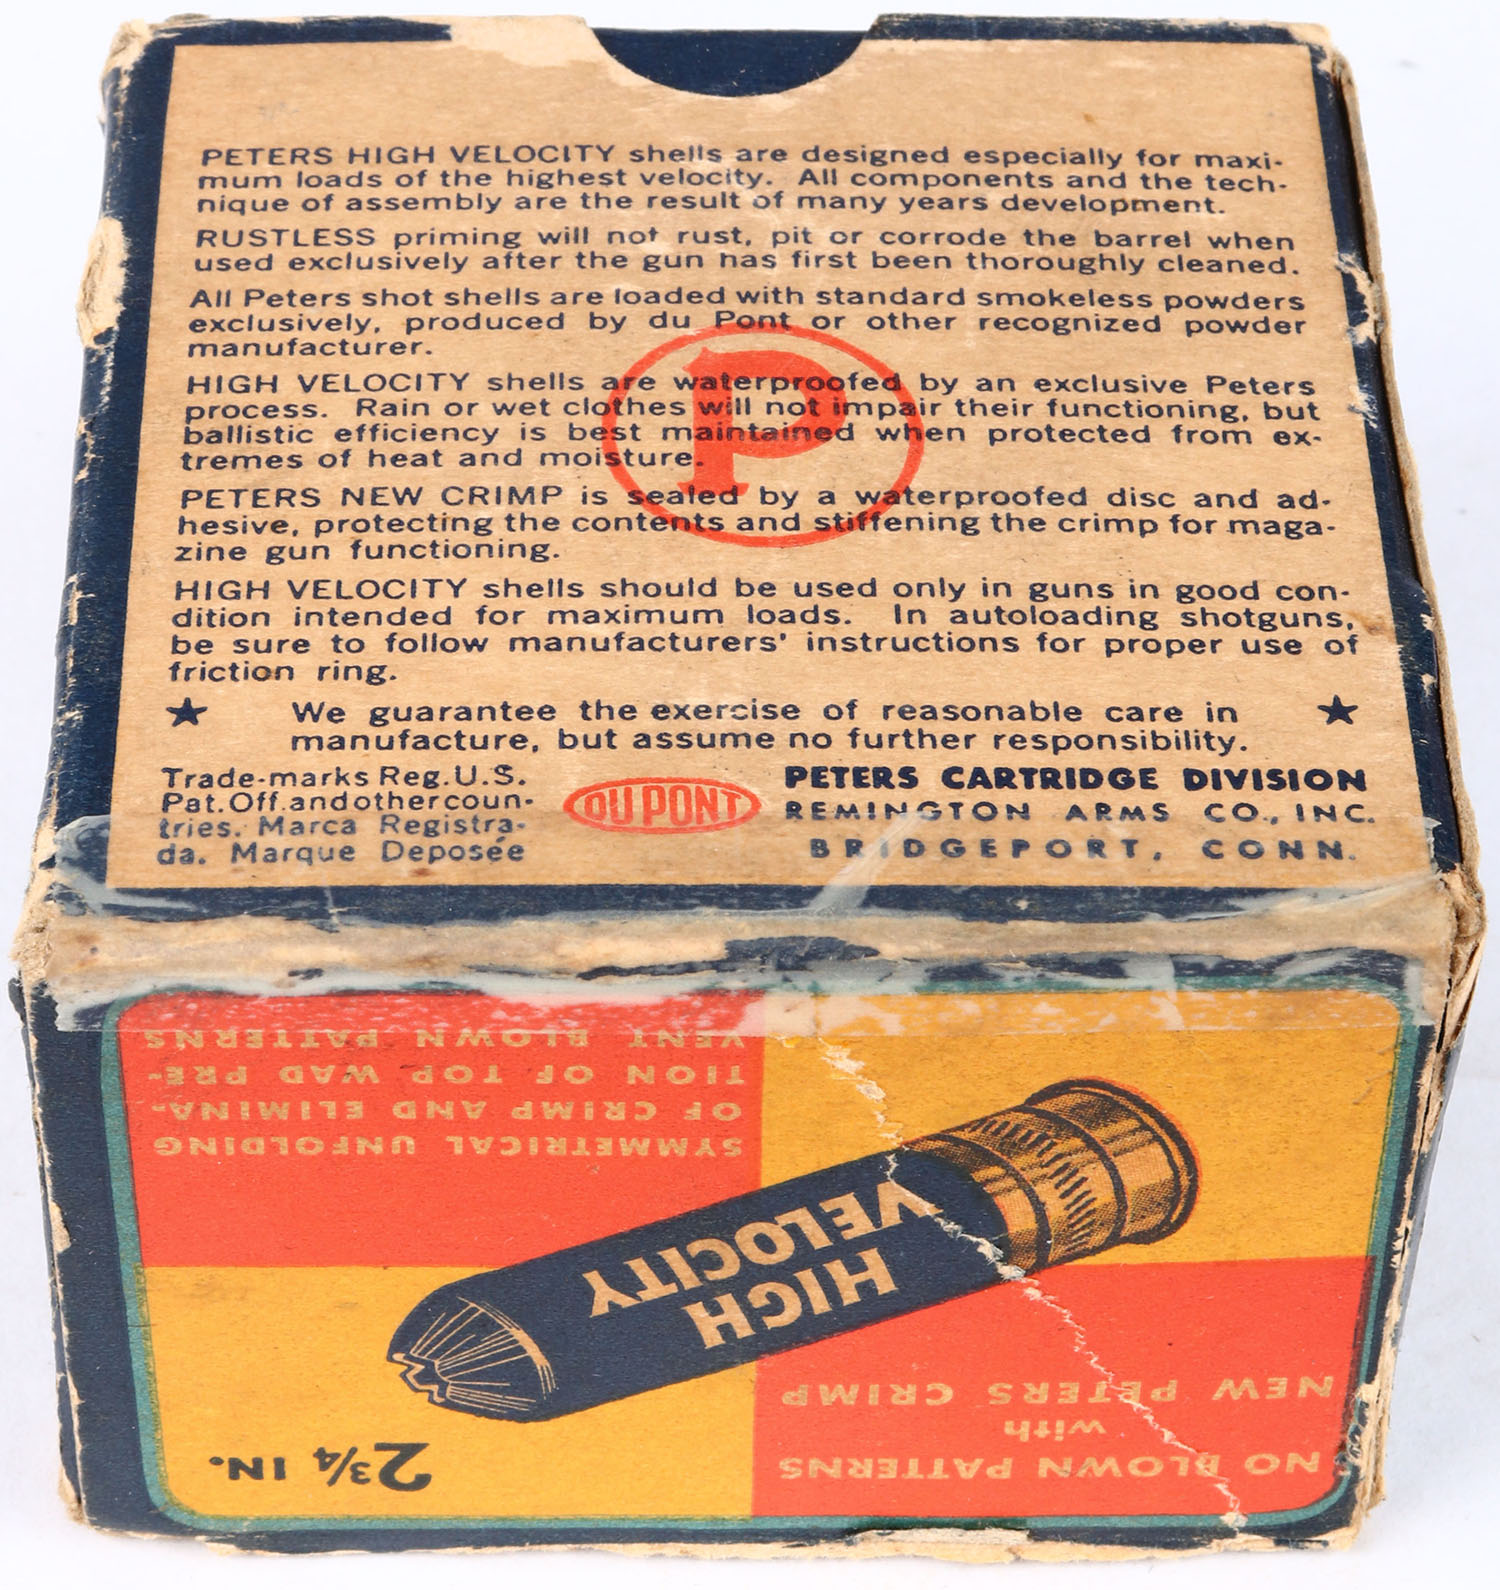 PETERS HIGH VELOCITY shells are designed especially for maxi-
mum loads of the highest velocity. All components and the tech-
nique of assembly are the result of many years development.
RUSTLESS priming will not rust, pit or corrode the barrel when
used exclusively after the gun has first been thoroughly cleaned.
All Peters shot shells are loaded with standard smokeless powders
exclusively, produced by du Pont or other recognized powder
manufacturer.
HIGH VELOCITY shells are waterproofed by an exclusive Peters
process. Rain or wet clothes will not impair their functioning, but
ballistic efficiency is best maintained when protected from ex-
tremes of heat and moisture.
P
PETERS NEW CRIMP is sealed by a waterproofed disc and ad-
hesive, protecting the contents and stiffening the crimp for maga-
zine gun functioning.
HIGH VELOCITY shells should be used only in guns in good con-
dition intended for maximum loads. In autoloading shotguns,
be sure to follow manufacturers' instructions for proper use of
friction ring.
★ We guarantee the exercise of reasonable care in ★
manufacture, but assume no further responsibility.
Trade-marks Reg. U.S.
Pat. Off. and other coun-
tries. Marca Registra-
da. Marque Deposée
DU PONT
PETERS CARTRIDGE DIVISION
REMINGTON ARMS CO., INC.
BRIDGEPORT, CONN.
NO BLOWN PATTERNS
with
NEW PETERS CRIMP
2¾ IN.
HIGH
VELOCITY
SYMMETRICAL UNFOLDING
OF CRIMP AND ELIMINA-
TION OF TOP WAD PRE-
VENT BLOWN PATTERNS